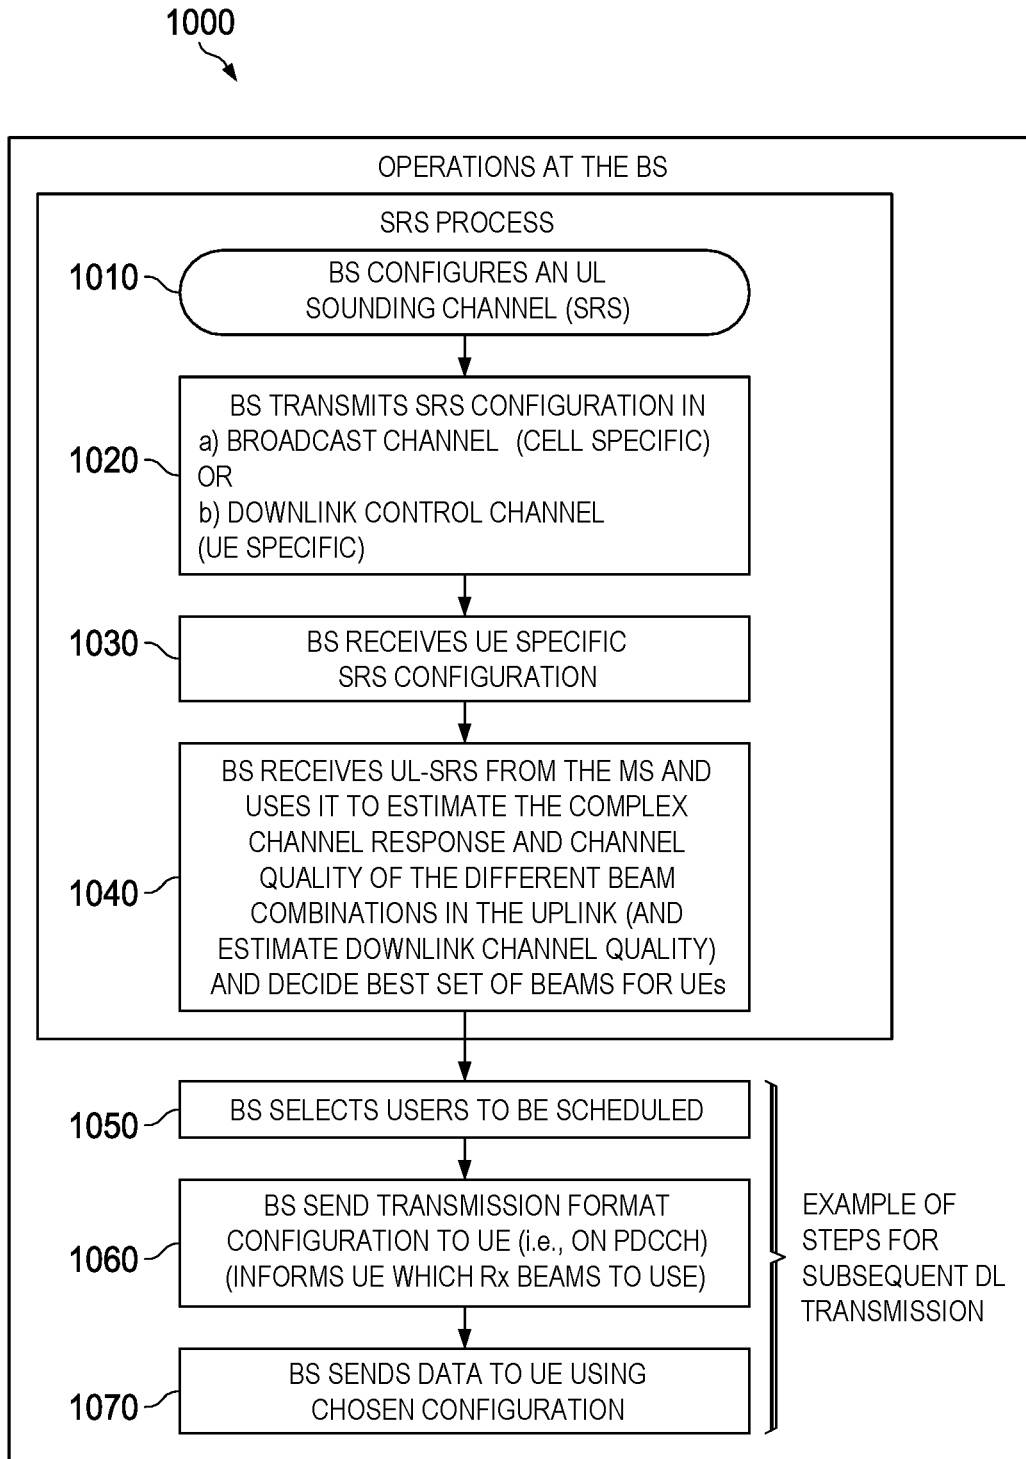 1000
OPERATIONS AT THE BS
SRS PROCESS
1010
BS CONFIGURES AN UL
SOUNDING CHANNEL (SRS)
1020
BS TRANSMITS SRS CONFIGURATION IN
a) BROADCAST CHANNEL (CELL SPECIFIC)
OR
b) DOWNLINK CONTROL CHANNEL
(UE SPECIFIC)
1030
BS RECEIVES UE SPECIFIC
SRS CONFIGURATION
1040
BS RECEIVES UL-SRS FROM THE MS AND
USES IT TO ESTIMATE THE COMPLEX
CHANNEL RESPONSE AND CHANNEL
QUALITY OF THE DIFFERENT BEAM
COMBINATIONS IN THE UPLINK (AND
ESTIMATE DOWNLINK CHANNEL QUALITY)
AND DECIDE BEST SET OF BEAMS FOR UEs
1050
BS SELECTS USERS TO BE SCHEDULED
1060
BS SEND TRANSMISSION FORMAT
CONFIGURATION TO UE (i.e., ON PDCCH)
(INFORMS UE WHICH Rx BEAMS TO USE)
1070
BS SENDS DATA TO UE USING
CHOSEN CONFIGURATION
EXAMPLE OF
STEPS FOR
SUBSEQUENT DL
TRANSMISSION